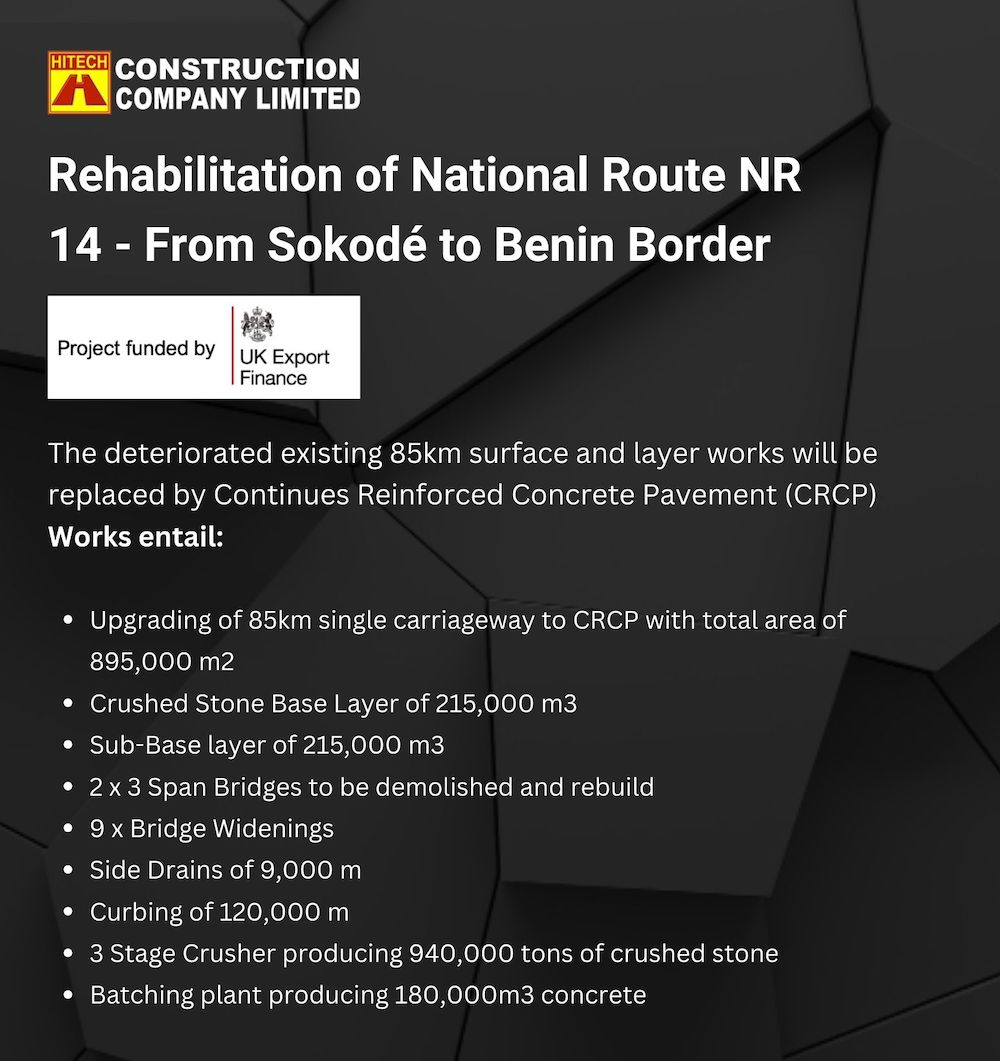 HITECH
CONSTRUCTION
COMPANY LIMITED
Rehabilitation of National Route NR
14 - From Sokodé to Benin Border
Project funded by
UK Export
Finance
The deteriorated existing 85km surface and layer works will be
replaced by Continues Reinforced Concrete Pavement (CRCP)
Works entail:
• Upgrading of 85km single carriageway to CRCP with total area of
895,000 m2
• Crushed Stone Base Layer of 215,000 m3
• Sub-Base layer of 215,000 m3
• 2 x 3 Span Bridges to be demolished and rebuild
• 9 x Bridge Widenings
• Side Drains of 9,000 m
• Curbing of 120,000 m
• 3 Stage Crusher producing 940,000 tons of crushed stone
• Batching plant producing 180,000m3 concrete